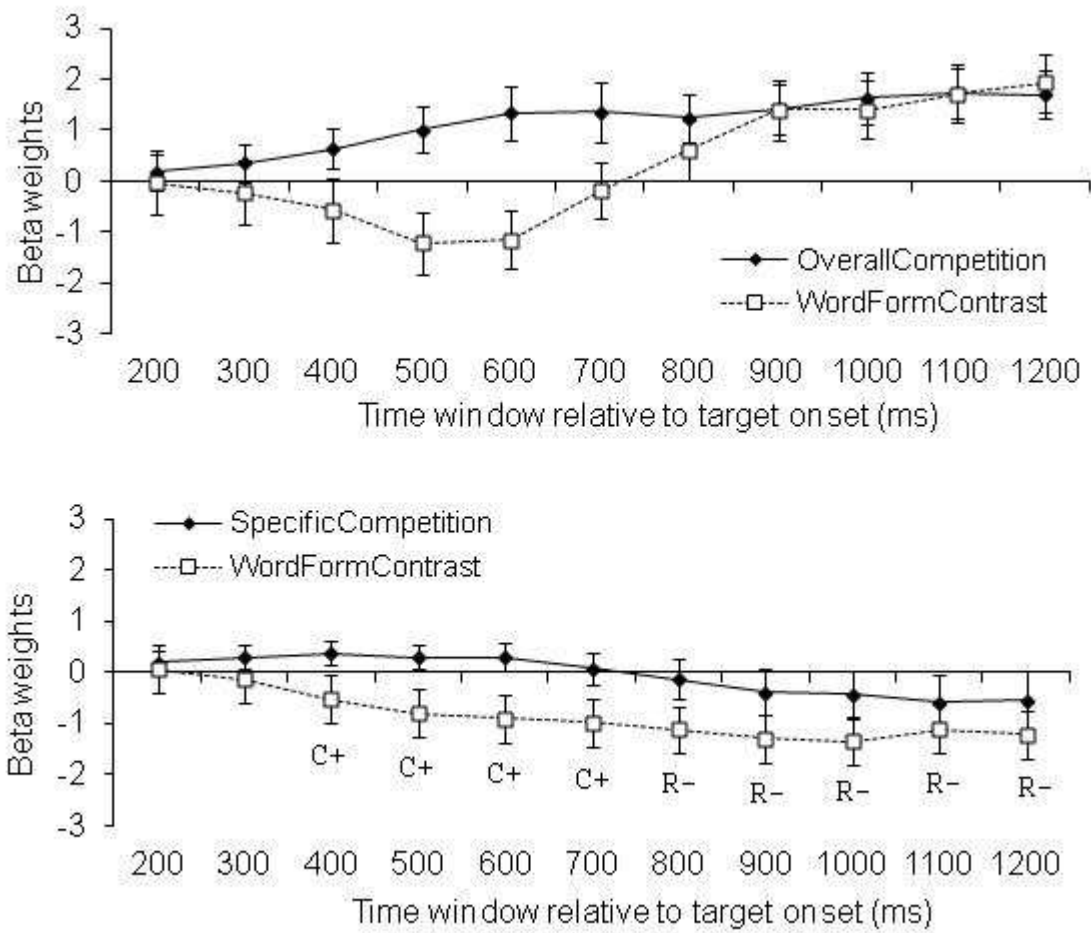 3
2
1
0
-1
-2
-3
Beta weights
OverallCompetition
WordFormContrast
200 300 400 500 600 700 800 900 1000 1100 1200
Time window relative to target onset (ms)
3
2
1
0
-1
-2
-3
Beta weights
SpecificCompetition
WordFormContrast
C+ C+ C+ C+ R- R- R- R- R-
200 300 400 500 600 700 800 900 1000 1100 1200
Time window relative to target onset (ms)